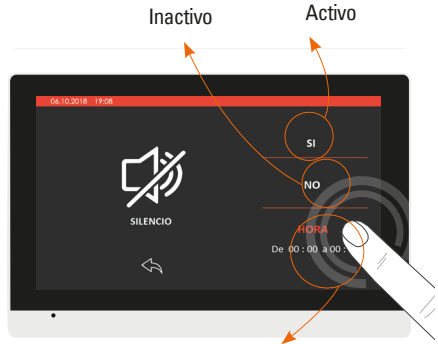 Inactivo
Activo
06.10.2018 19:08
SI
NO
SILENCIO
HORA
De 00 : 00 a 00 :